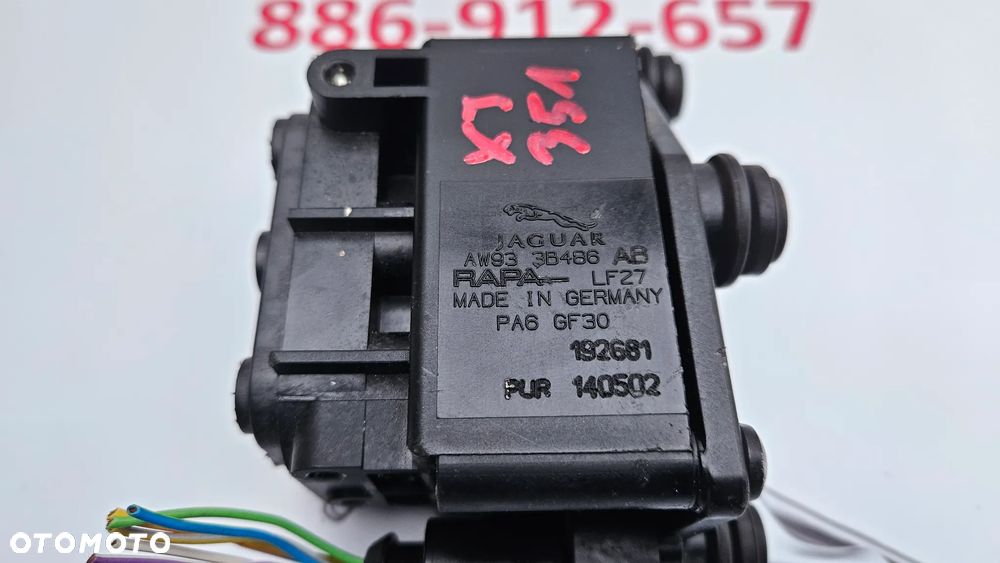 886-912-657
XJ
351
JAGUAR
AW93 3B486 AB
RAPA LF27
MADE IN GERMANY
PA6 GF30
192681
PUR 140502
OTOMOTO